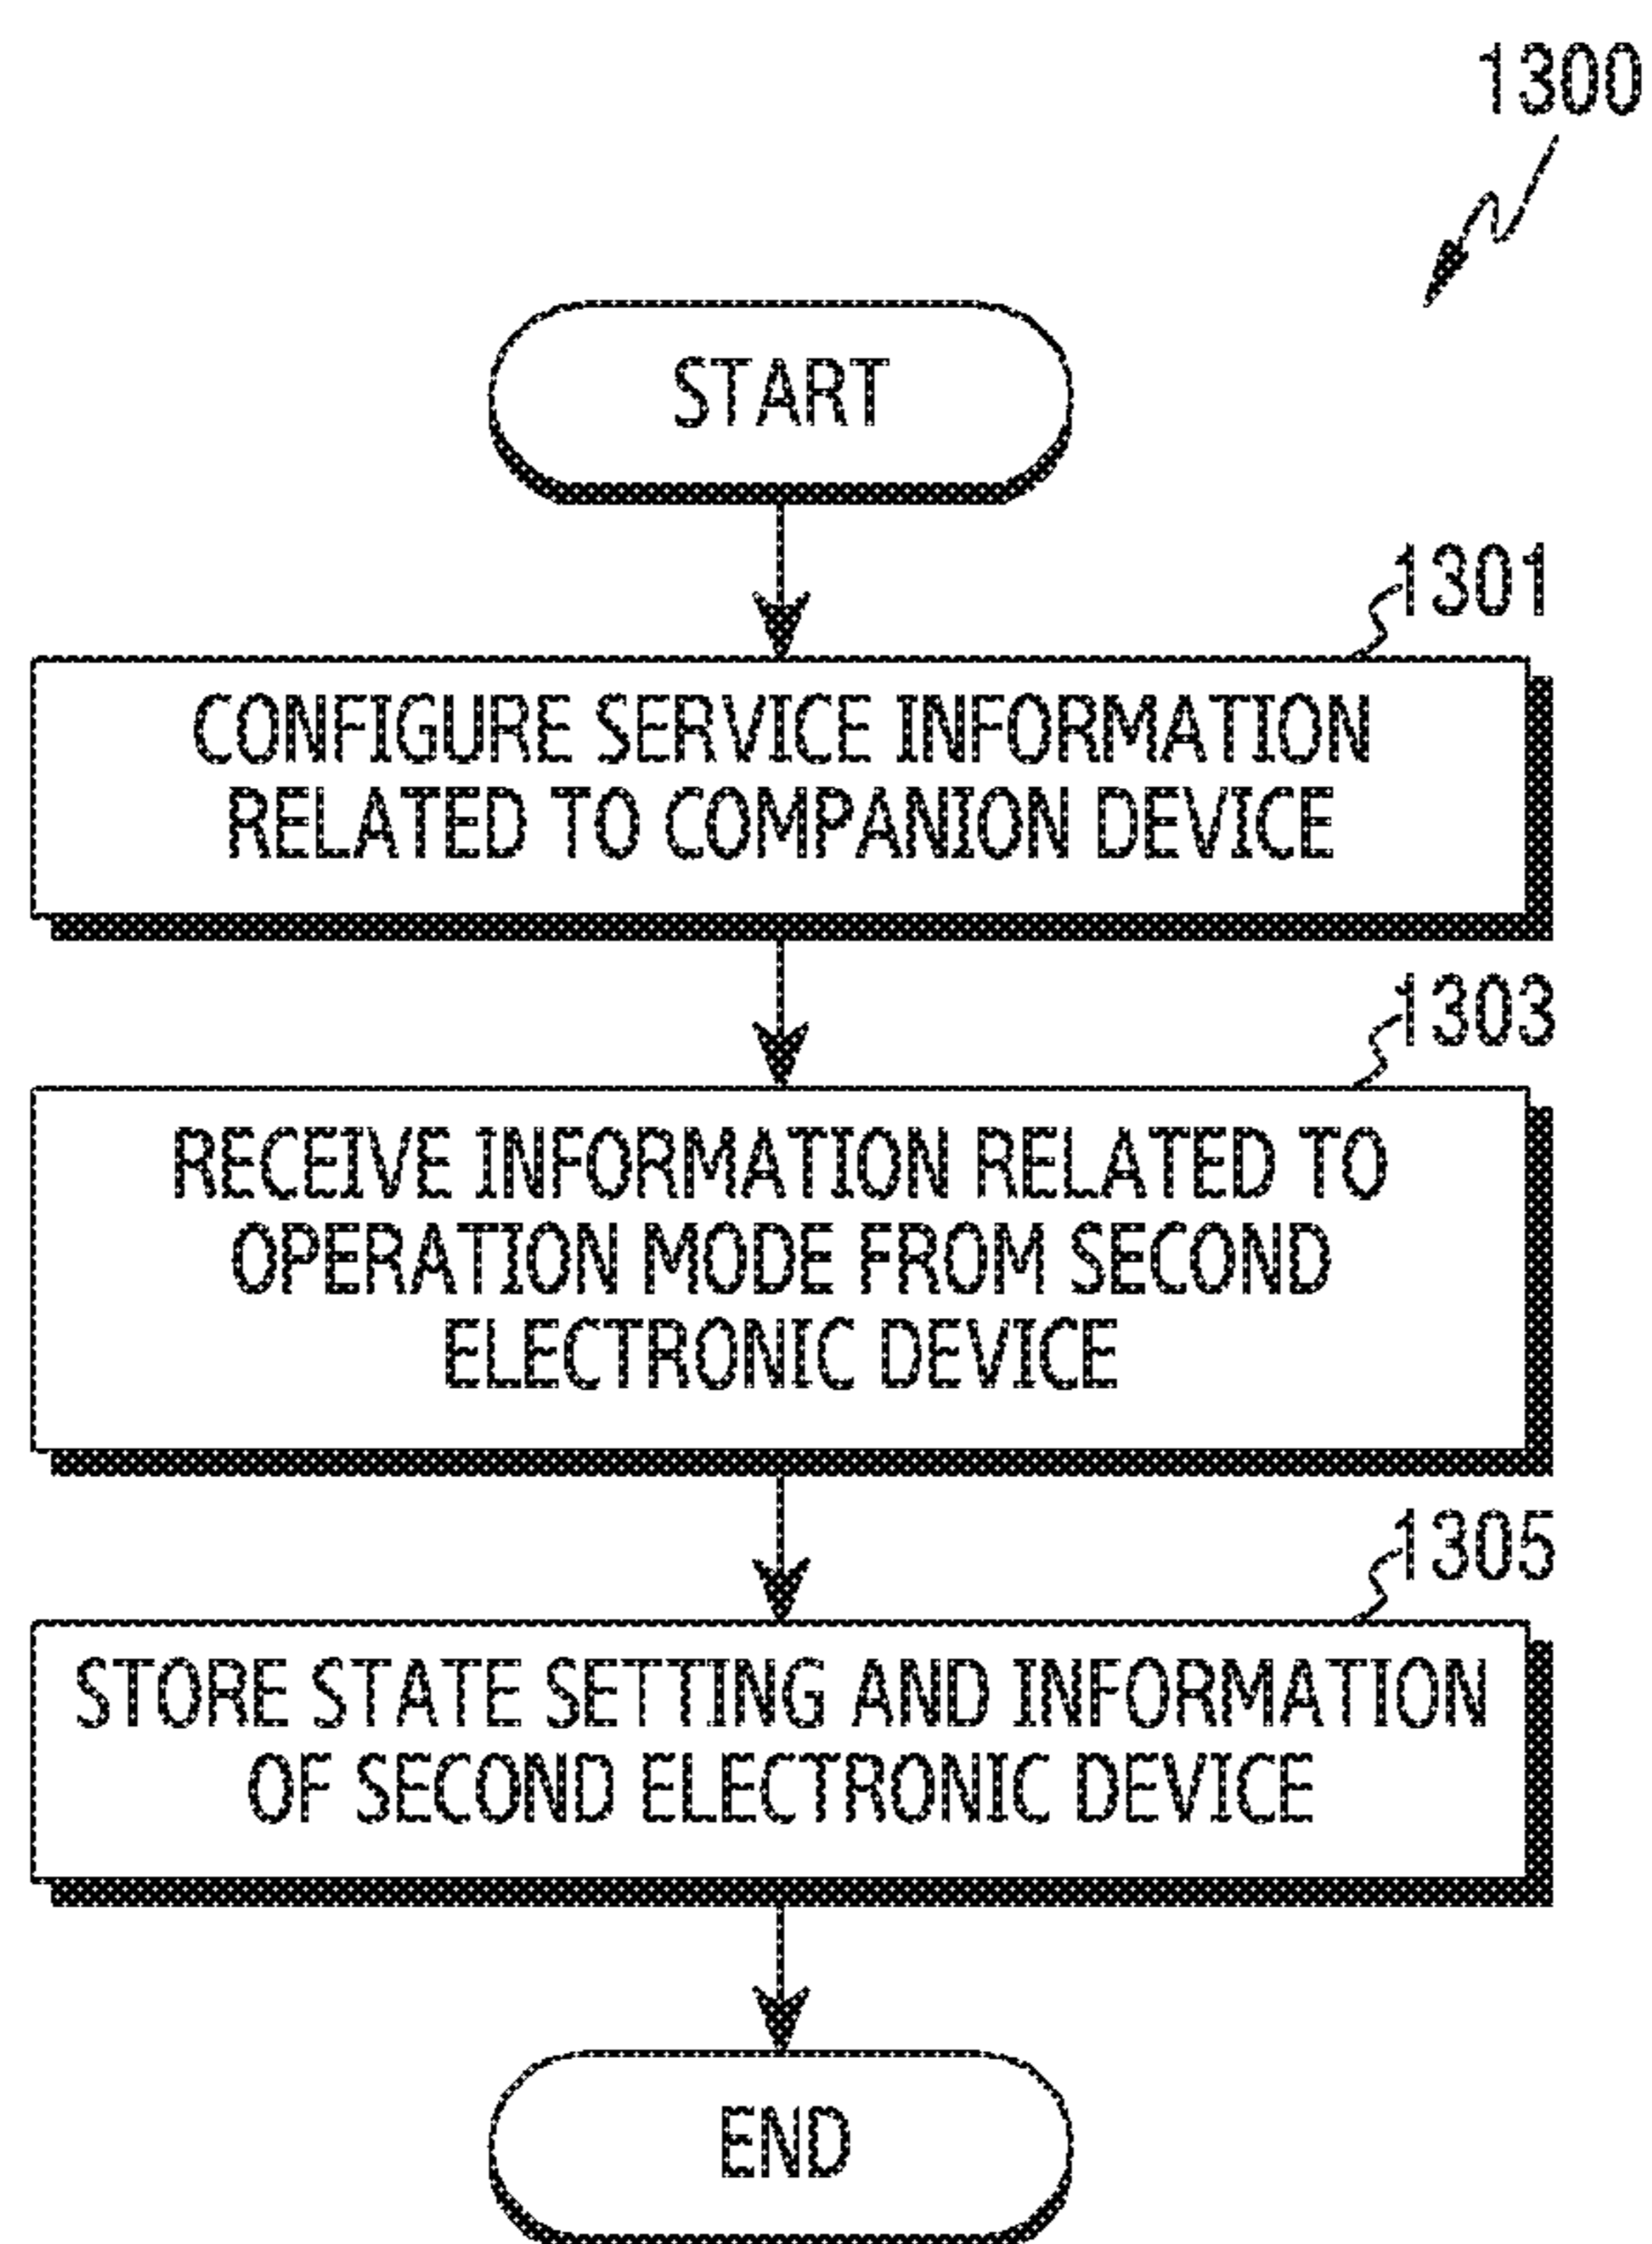 1300
START
1301
CONFIGURE SERVICE INFORMATION
RELATED TO COMPANION DEVICE
1303
RECEIVE INFORMATION RELATED TO
OPERATION MODE FROM SECOND
ELECTRONIC DEVICE
1305
STORE STATE SETTING AND INFORMATION
OF SECOND ELECTRONIC DEVICE
END